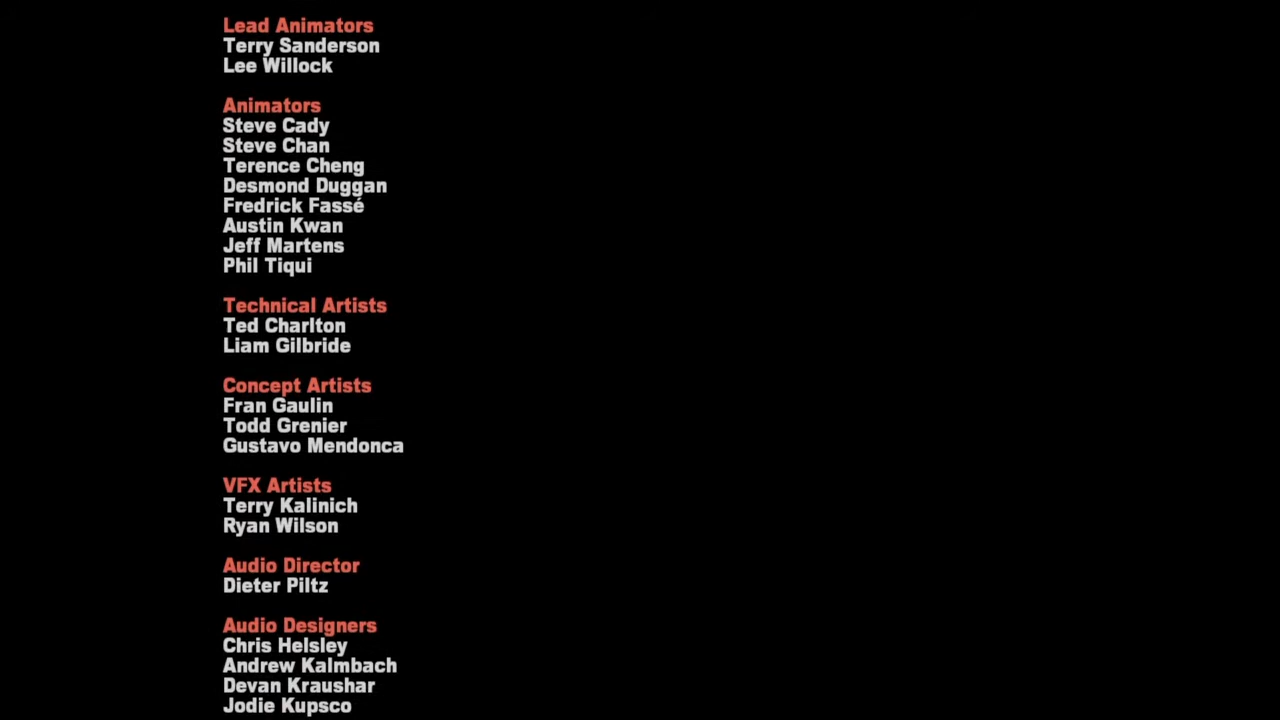 Lead Animators
Terry Sanderson
Lee Willock
Animators
Steve Cady
Steve Chan
Terence Cheng
Desmond Duggan
Fredrick Fassé
Austin Kwan
Jeff Martens
Phil Tiqui
Technical Artists
Ted Charlton
Liam Gilbride
Concept Artists
Fran Gaulin
Todd Grenier
Gustavo Mendonca
VFX Artists
Terry Kalinich
Ryan Wilson
Audio Director
Dieter Piltz
Audio Designers
Chris Helsley
Andrew Kalmbach
Devan Kraushar
Jodie Kupsco